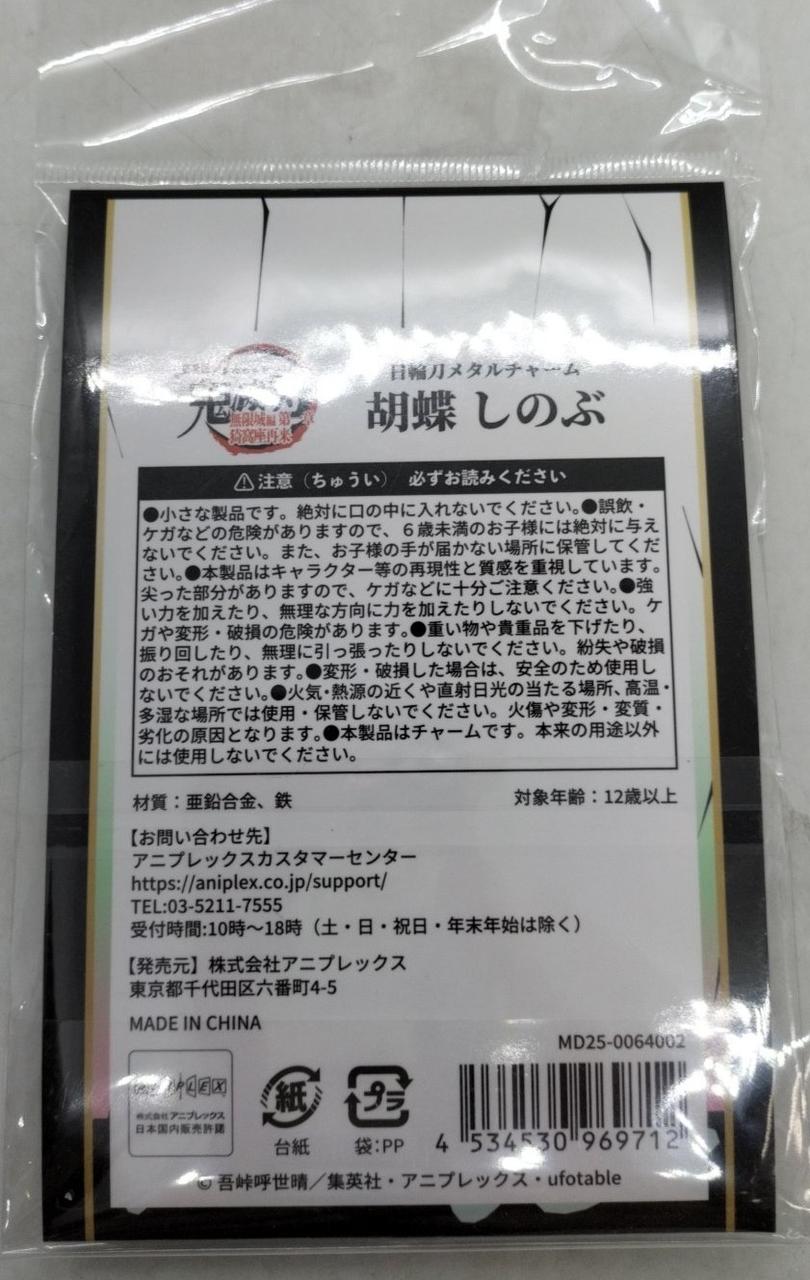 無限城編 第一章
猗窩座再来
日輪刀メタルチャーム
胡蝶 しのぶ
注意（ちゅうい） 必ずお読みください
●小さな製品です。絶対に口の中に入れないでください。●誤飲・
ケガなどの危険がありますので、６歳未満のお子様には絶対に与え
ないでください。また、お子様の手が届かない場所に保管してくだ
さい。●本製品はキャラクター等の再現性と質感を重視しています。
尖った部分がありますので、ケガなどに十分ご注意ください。●強
い力を加えたり、無理な方向に力を加えたりしないでください。ケ
ガや変形・破損の危険があります。●重い物や貴重品を下げたり、
振り回したり、無理に引っ張ったりしないでください。紛失や破損
のおそれがあります。●変形・破損した場合は、安全のため使用し
ないでください。●火気・熱源の近くや直射日光の当たる場所、高温・
多湿な場所では使用・保管しないでください。火傷や変形・変質・
劣化の原因となります。●本製品はチャームです。本来の用途以外
には使用しないでください。
材質：亜鉛合金、鉄 対象年齢：12歳以上
【お問い合わせ先】
アニプレックスカスタマーセンター
https://aniplex.co.jp/support/
TEL:03-5211-7555
受付時間:10時～18時（土・日・祝日・年末年始は除く）
【発売元】株式会社アニプレックス
東京都千代田区六番町4-5
MADE IN CHINA
MD25-0064002
株式会社アニプレックス
日本国内販売許諾
紙
台紙
プラ
袋:PP
4 534530 969712
© 吾峠呼世晴／集英社・アニプレックス・ufotable